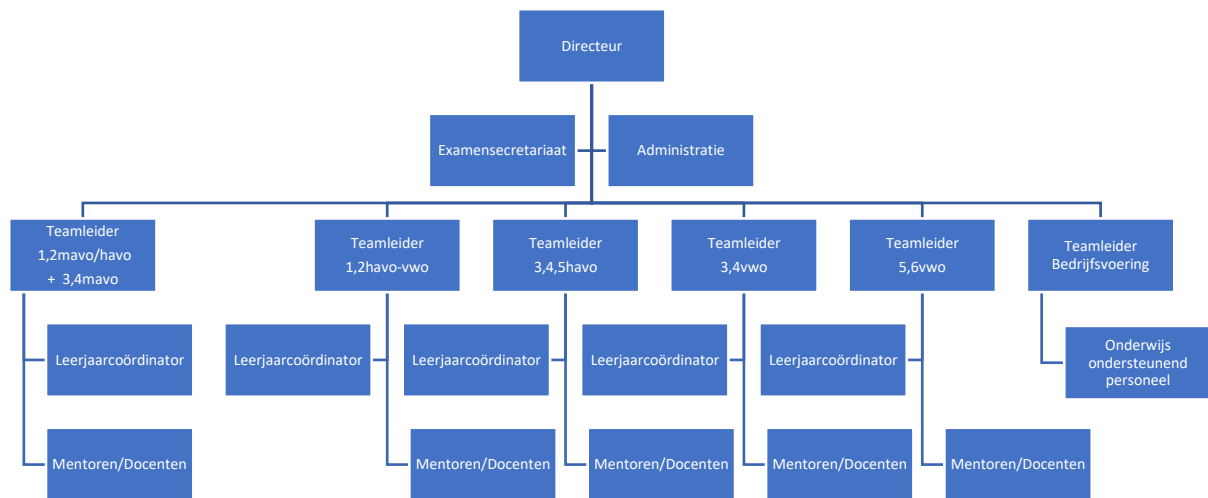 Directeur
Examensecretariaat
Administratie
Teamleider
1,2mavo/havo
+ 3,4mavo
Teamleider
1,2havo-vwo
Teamleider
3,4,5havo
Teamleider
3,4vwo
Teamleider
5,6vwo
Teamleider
Bedrijfsvoering
Leerjaarcoördinator
Leerjaarcoördinator
Leerjaarcoördinator
Leerjaarcoördinator
Leerjaarcoördinator
Onderwijs
ondersteunend
personeel
Mentoren/Docenten
Mentoren/Docenten
Mentoren/Docenten
Mentoren/Docenten
Mentoren/Docenten